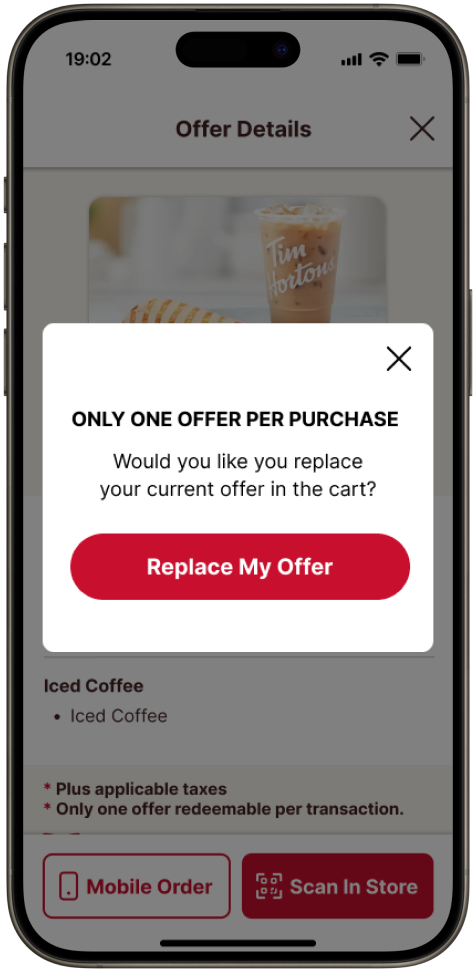 19:02
Offer Details
Tim
Hortons
ONLY ONE OFFER PER PURCHASE
Would you like you replace
your current offer in the cart?
Replace My Offer
Iced Coffee
• Iced Coffee
* Plus applicable taxes
* Only one offer redeemable per transaction.
Mobile Order
Scan In Store